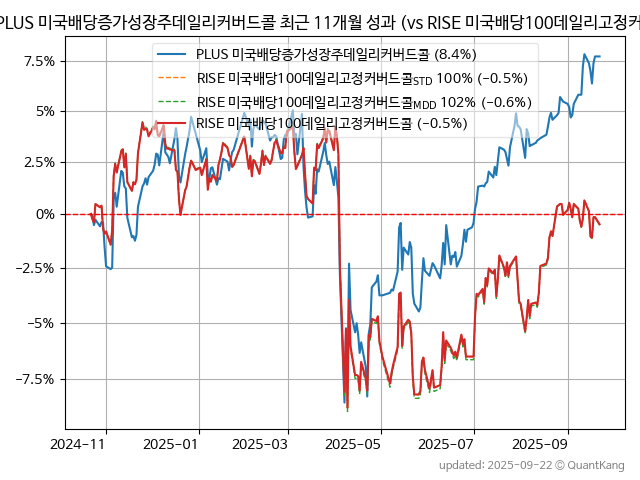 PLUS 미국배당증가성장주데일리커버드콜 최근 11개월 성과 (vs RISE 미국배당100데일리고정커
PLUS 미국배당증가성장주데일리커버드콜 (8.4%)
RISE 미국배당100데일리고정커버드콜STD 100% (−0.5%)
RISE 미국배당100데일리고정커버드콜MDD 102% (−0.6%)
RISE 미국배당100데일리고정커버드콜 (−0.5%)
7.5%
5%
2.5%
0%
−2.5%
−5%
−7.5%
2024-11 2025-01 2025-03 2025-05 2025-07 2025-09
updated: 2025-09-22 © QuantKang